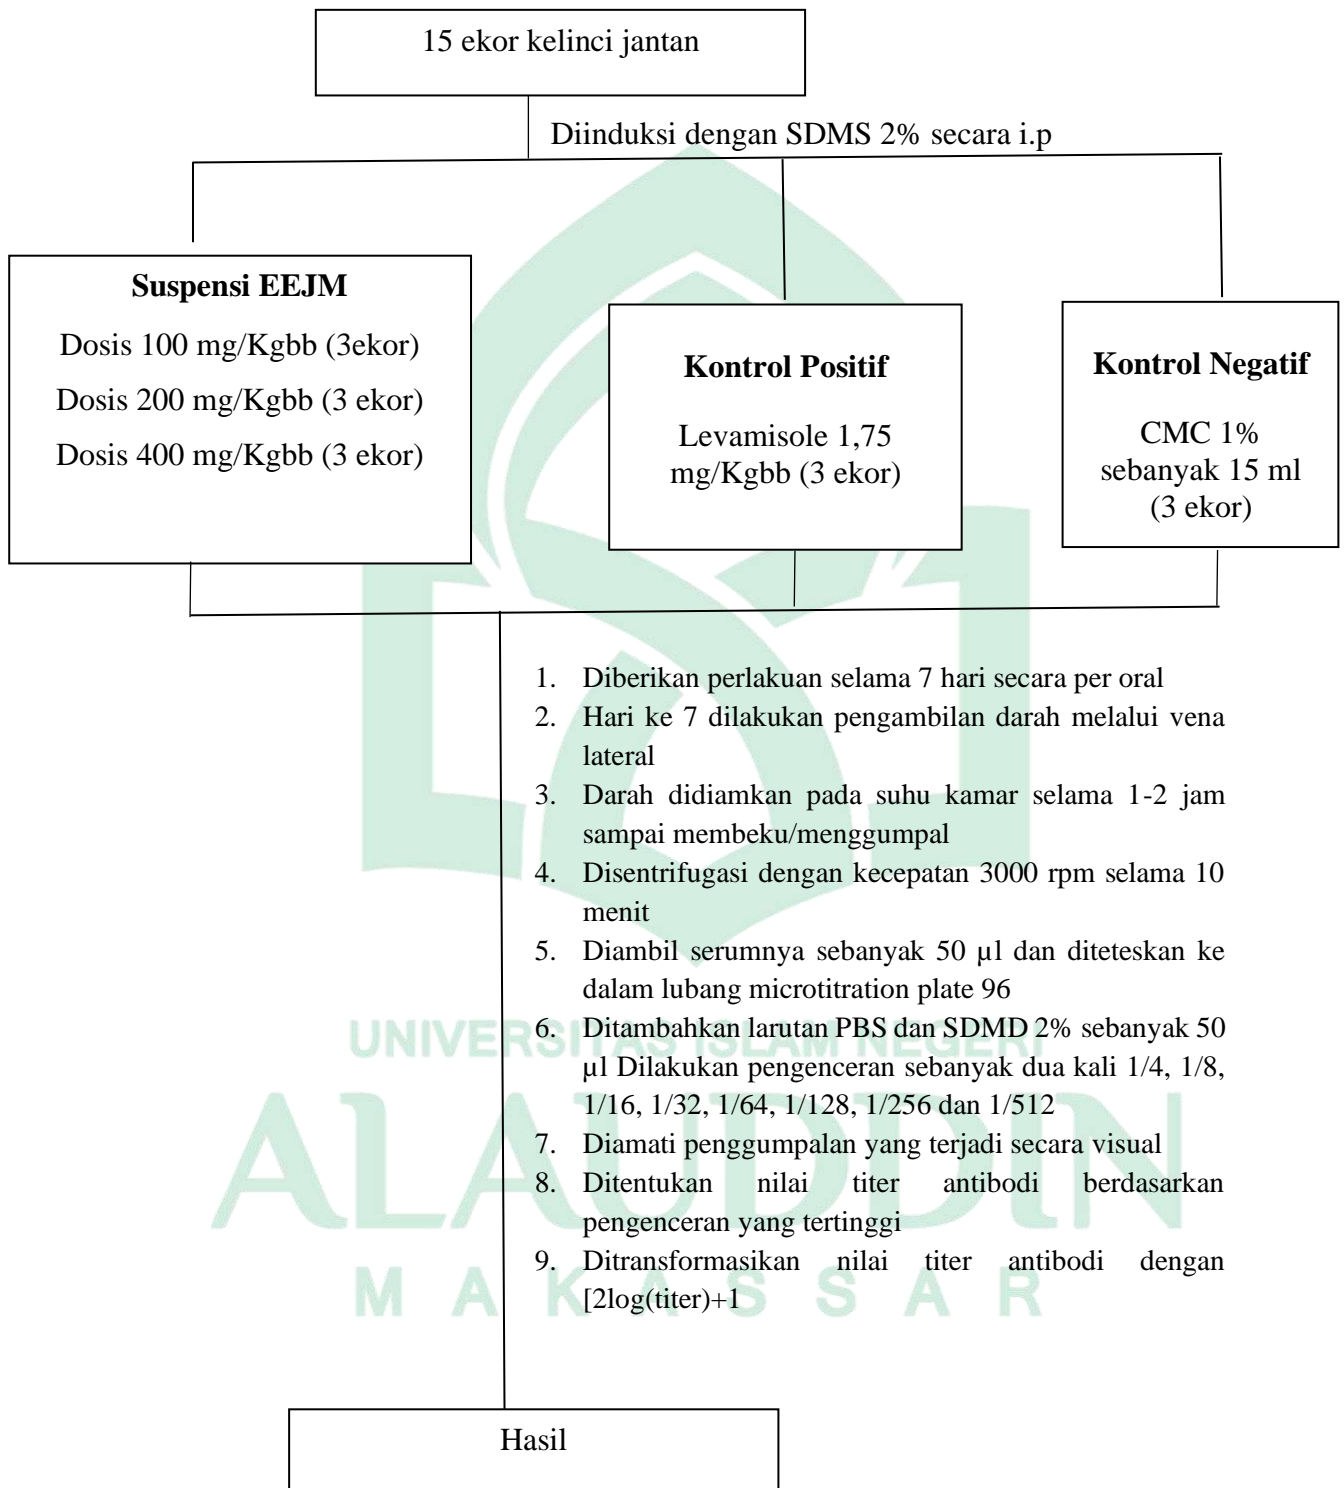 15 ekor kelinci jantan
Diinduksi dengan SDMS 2% secara i.p
Suspensi EEJM
Dosis 100 mg/Kgbb (3ekor)
Dosis 200 mg/Kgbb (3 ekor)
Dosis 400 mg/Kgbb (3 ekor)
Kontrol Positif
Levamisole 1,75
mg/Kgbb (3 ekor)
Kontrol Negatif
CMC 1%
sebanyak 15 ml
(3 ekor)
1. Diberikan perlakuan selama 7 hari secara per oral
2. Hari ke 7 dilakukan pengambilan darah melalui vena
lateral
3. Darah didiamkan pada suhu kamar selama 1-2 jam
sampai membeku/menggumpal
4. Disentrifugasi dengan kecepatan 3000 rpm selama 10
menit
5. Diambil serumnya sebanyak 50 µl dan diteteskan ke
dalam lubang microtitration plate 96
6. Ditambahkan larutan PBS dan SDMD 2% sebanyak 50
µl Dilakukan pengenceran sebanyak dua kali 1/4, 1/8,
1/16, 1/32, 1/64, 1/128, 1/256 dan 1/512
7. Diamati penggumpalan yang terjadi secara visual
8. Ditentukan nilai titer antibodi berdasarkan
pengenceran yang tertinggi
9. Ditransformasikan nilai titer antibodi dengan
[2log(titer)+1
Hasil
UNIVERSITAS ISLAM NEGERI
ALAUDDIN
MAKASSAR